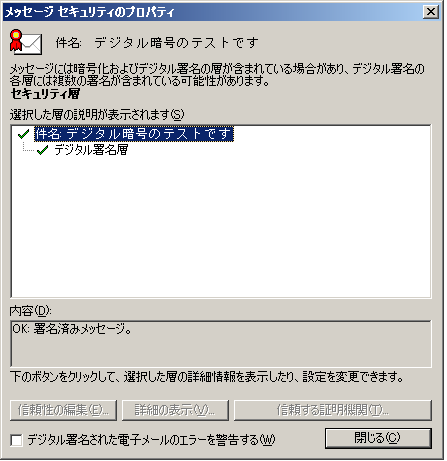 メッセージ セキュリティのプロパティ
件名: デジタル暗号のテストです
メッセージには暗号化およびデジタル署名の層が含まれている場合があり、デジタル署名の
各層には複数の署名が含まれている可能性があります。
セキュリティ層
選択した層の説明が表示されます(S)
件名: デジタル暗号のテストです
デジタル署名層
内容(D):
OK: 署名済みメッセージ。
下のボタンをクリックして、選択した層の詳細情報を表示したり、設定を変更できます。
信頼性の編集(E)... 詳細の表示(V)... 信頼する証明機関(T)...
デジタル署名された電子メールのエラーを警告する(W) 閉じる(C)